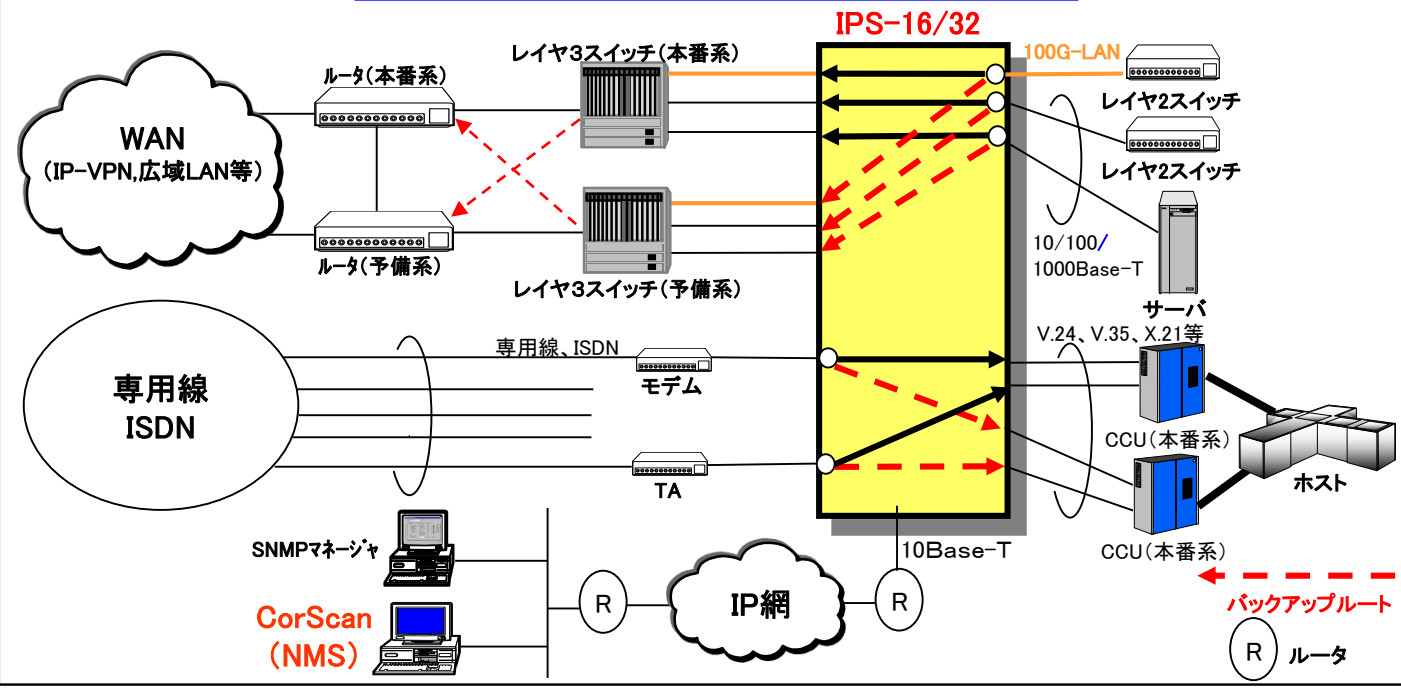 IPS-16/32
レイヤ3スイッチ(本番系)
100G-LAN
ルータ(本番系)
レイヤ2スイッチ
WAN
(IP-VPN,広域LAN等)
レイヤ2スイッチ
10/100/
1000Base-T
ルータ(予備系)
レイヤ3スイッチ(予備系)
サーバ
V.24、V.35、X.21等
専用線、ISDN
モデム
専用線
ISDN
CCU(本番系)
TA
ホスト
SNMPマネージャ
10Base-T
CCU(本番系)
CorScan
(NMS)
R
IP網
R
バックアップルート
R
ルータ